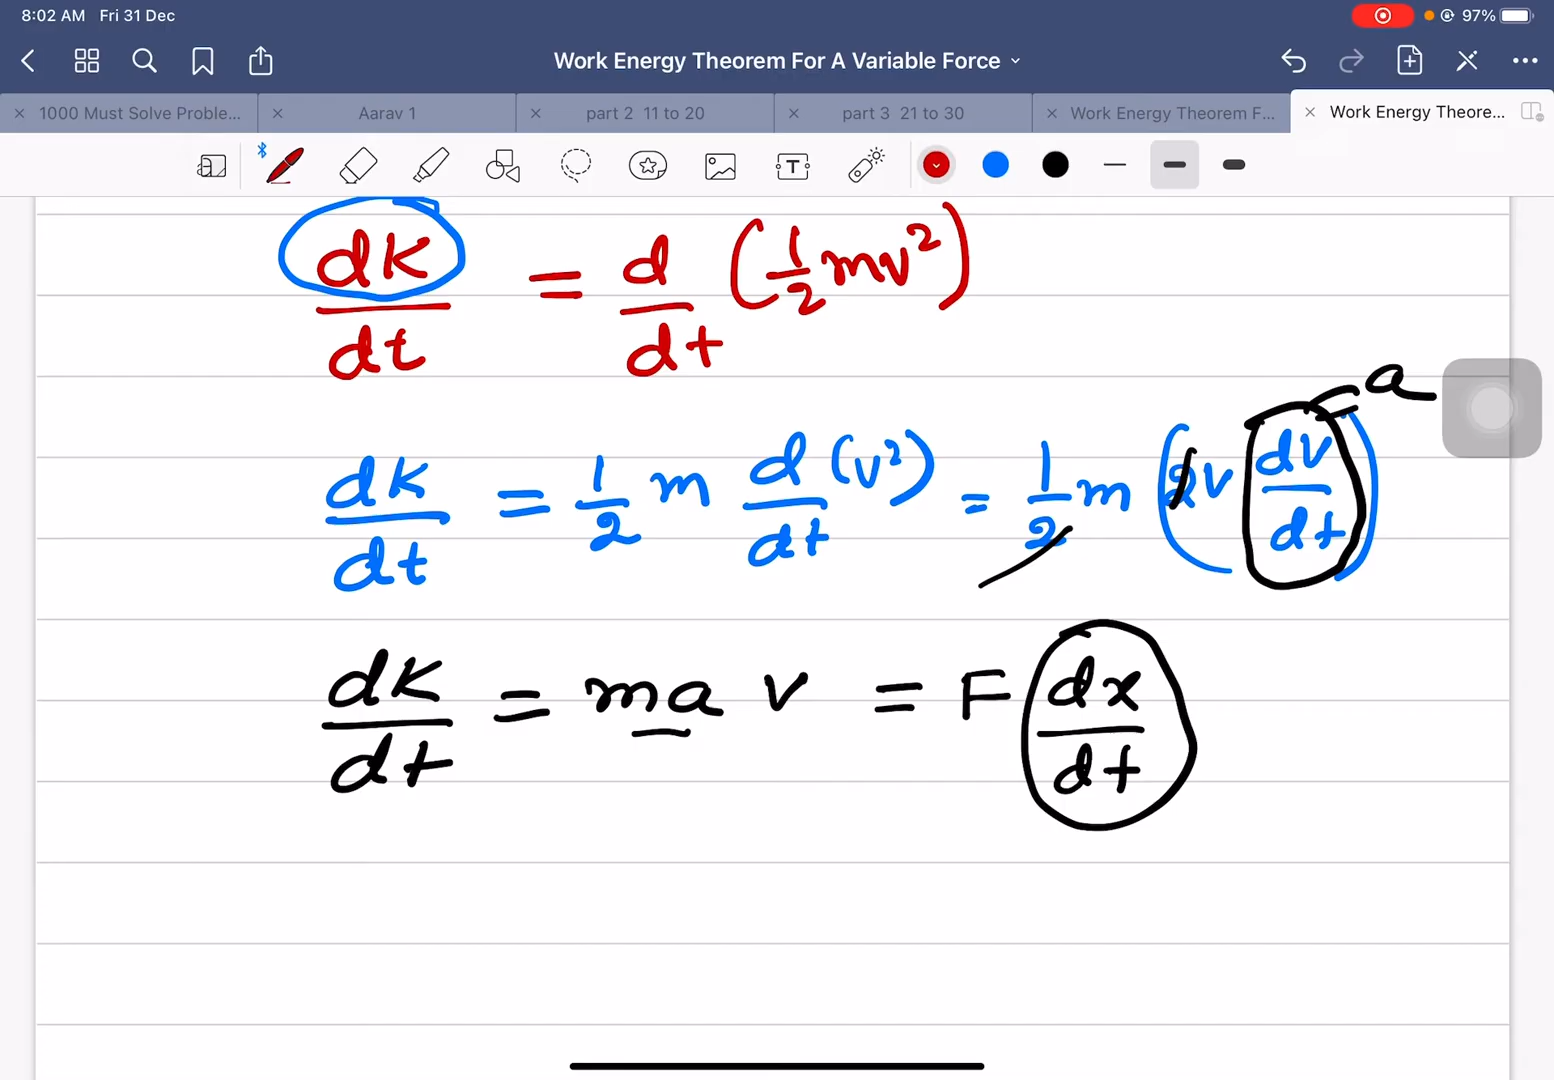 8:02 AM Fri 31 Dec 97%
Work Energy Theorem For A Variable Force
1000 Must Solve Proble... Aarav 1 part 2 11 to 20 part 3 21 to 30 Work Energy Theorem F... Work Energy Theore...
dK/dt = d/dt (1/2 mv²)
a
dK/dt = 1/2 m d/dt (v²) = 1/2 m (2v dv/dt)
dK/dt = ma v = F dx/dt